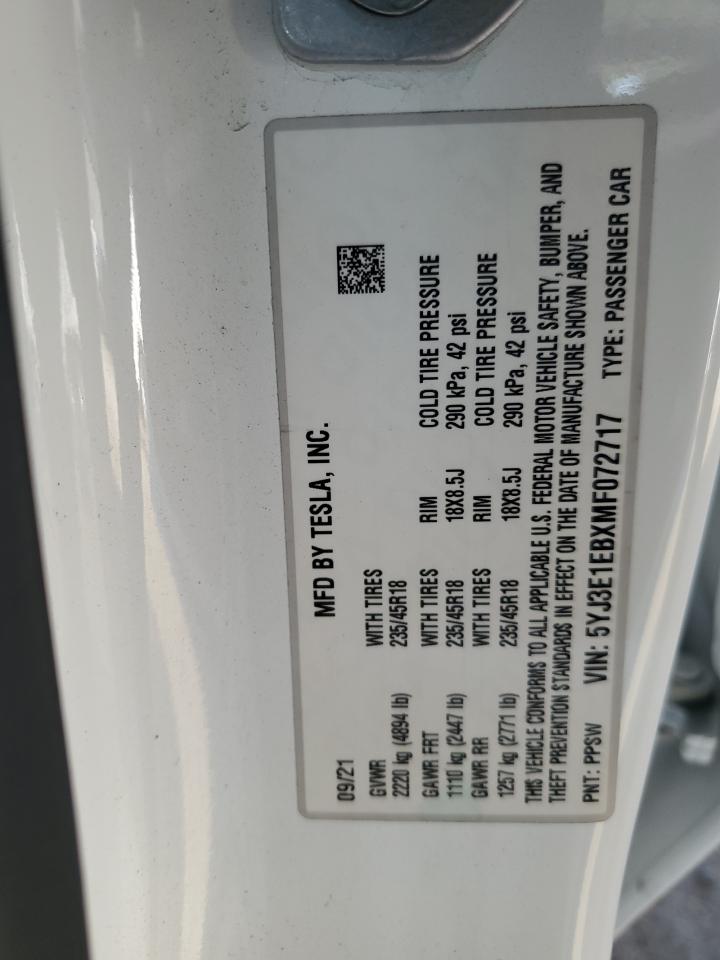 MFD BY TESLA, INC.
09/21
GVWR WITH TIRES
2220 kg (4894 lb) 235/45R18
GAWR FRT WITH TIRES RIM COLD TIRE PRESSURE
1110 kg (2447 lb) 235/45R18 18X8.5J 290 kPa, 42 psi
GAWR RR WITH TIRES RIM COLD TIRE PRESSURE
1257 kg (2771 lb) 235/45R18 18X8.5J 290 kPa, 42 psi
THIS VEHICLE CONFORMS TO ALL APPLICABLE U.S. FEDERAL MOTOR VEHICLE SAFETY, BUMPER, AND
THEFT PREVENTION STANDARDS IN EFFECT ON THE DATE OF MANUFACTURE SHOWN ABOVE.
PNT: PPSW VIN: 5YJ3E1EBXMF072717 TYPE: PASSENGER CAR